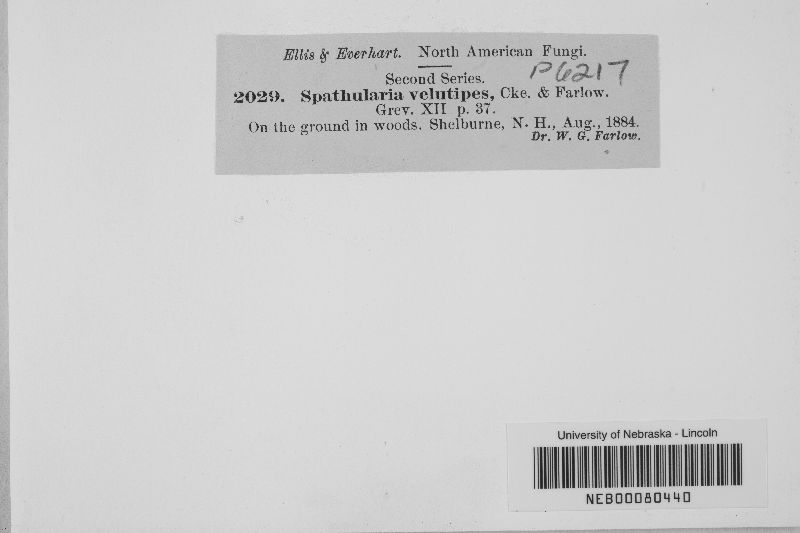 Ellis & Everhart. North American Fungi.
Second Series.
P6217
2029. Spathularia velutipes, Cke. & Farlow.
Grev. XII p. 37.
On the ground in woods. Shelburne, N. H., Aug., 1884.
Dr. W. G. Farlow.
University of Nebraska - Lincoln
NEB00080440